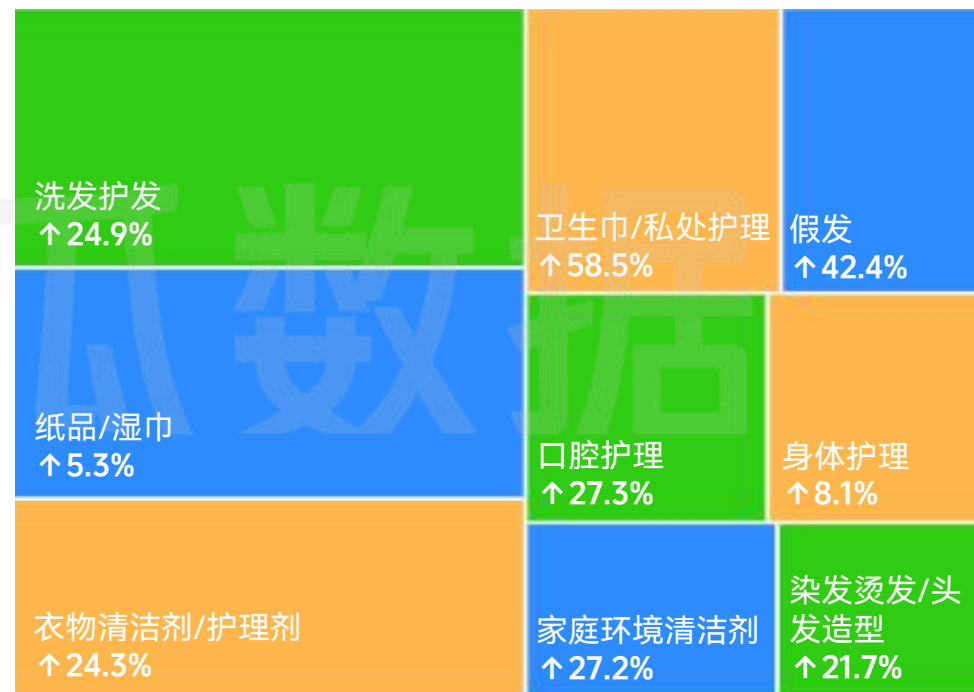 洗发护发
↑24.9%
纸品/湿巾
↑5.3%
衣物清洁剂/护理剂
↑24.3%
卫生巾/私处护理
↑58.5%
假发
↑42.4%
口腔护理
↑27.3%
身体护理
↑8.1%
家庭环境清洁剂
↑27.2%
染发烫发/头
发造型
↑21.7%
瓜数据